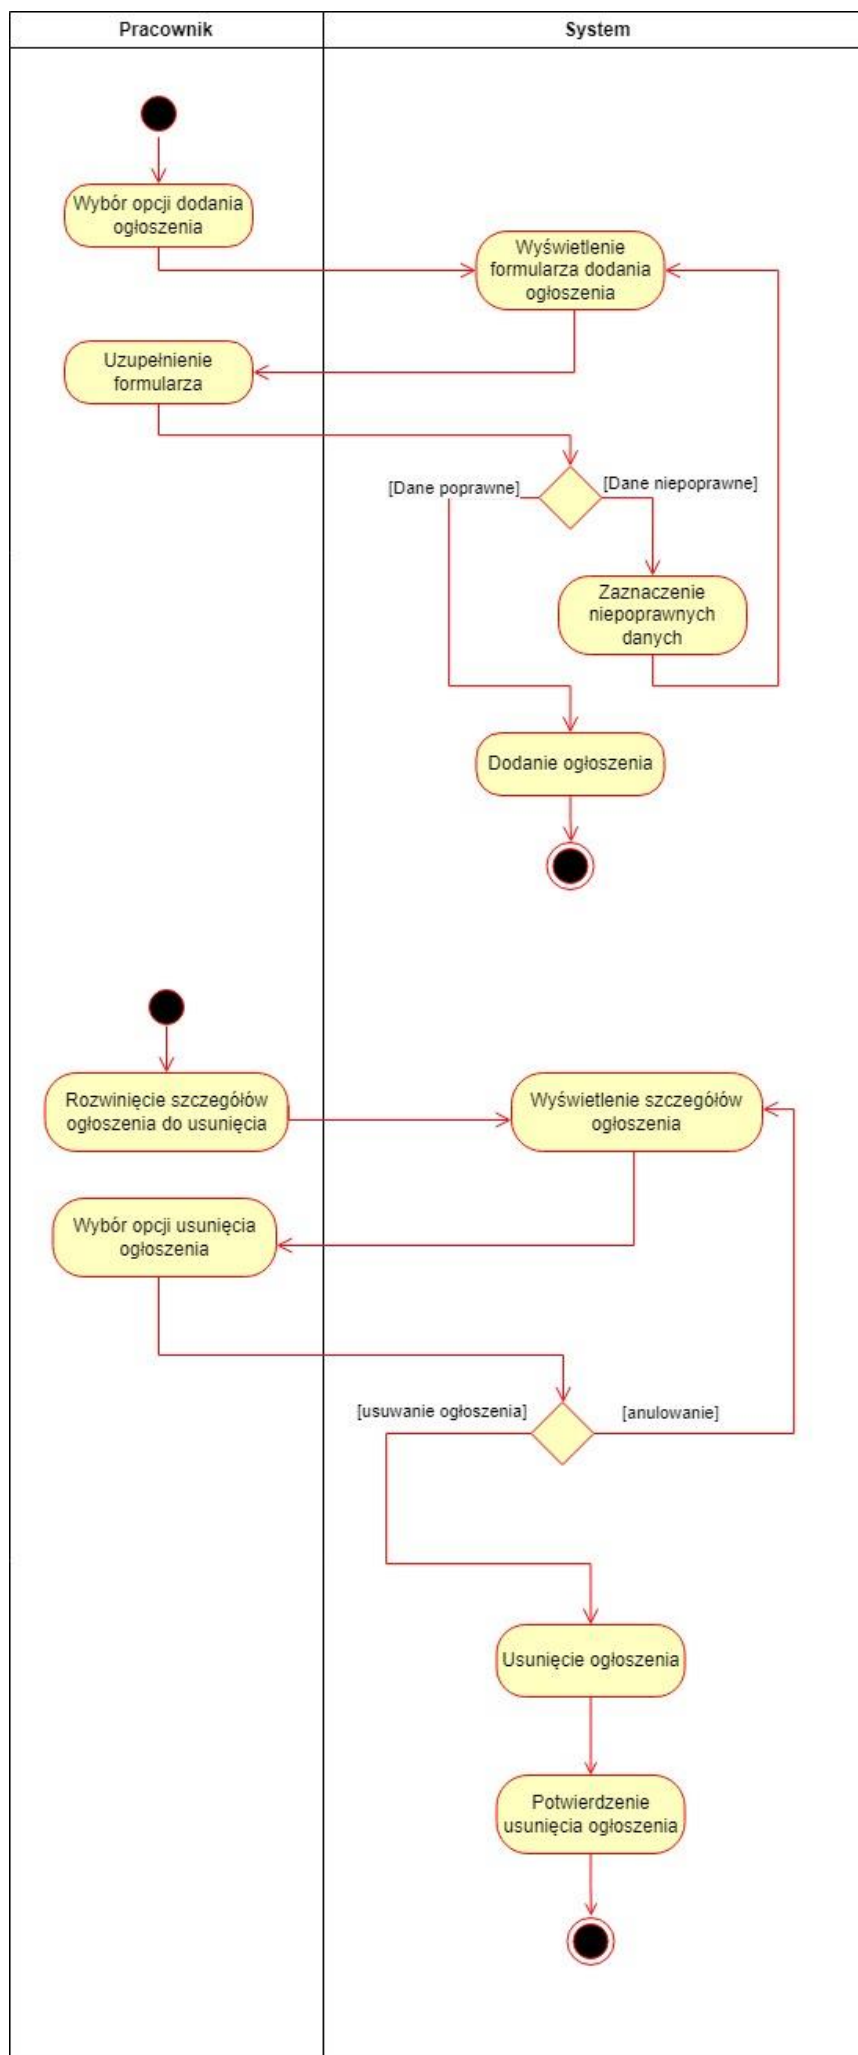 Pracownik
System
Wybór opcji dodania
ogłoszenia
Wyświetlenie
formularza dodania
ogłoszenia
Uzupełnienie
formularza
[Dane poprawne]
[Dane niepoprawne]
Zaznaczenie
niepoprawnych
danych
Dodanie ogłoszenia
Rozwinięcie szczegółów
ogłoszenia do usunięcia
Wyświetlenie szczegółów
ogłoszenia
Wybór opcji usunięcia
ogłoszenia
[usuwanie ogłoszenia]
[anulowanie]
Usunięcie ogłoszenia
Potwierdzenie
usunięcia ogłoszenia